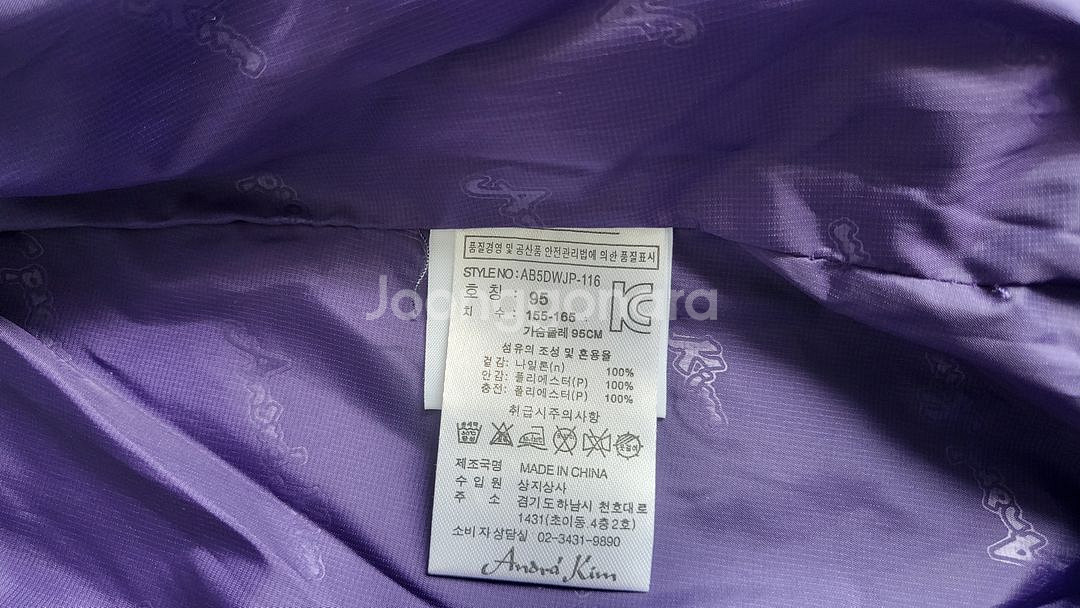 품질경영 및 공산품 안전관리법에 의한 품질표시
STYLE NO : AB5DWJP-116
호 칭 : 95
치 수 : 155-165
가슴둘레 95CM
섬유의 조성 및 혼용율
겉감: 나일론(n) 100%
안감: 폴리에스터(P) 100%
충전: 폴리에스터(P) 100%
취급시주의사항
제조국명 MADE IN CHINA
수 입 원 상지상사
주 소 경기도하남시 천호대로
1431(초이동 4층2호)
소비자상담실 02-3431-9890
André Kim
Joongonara